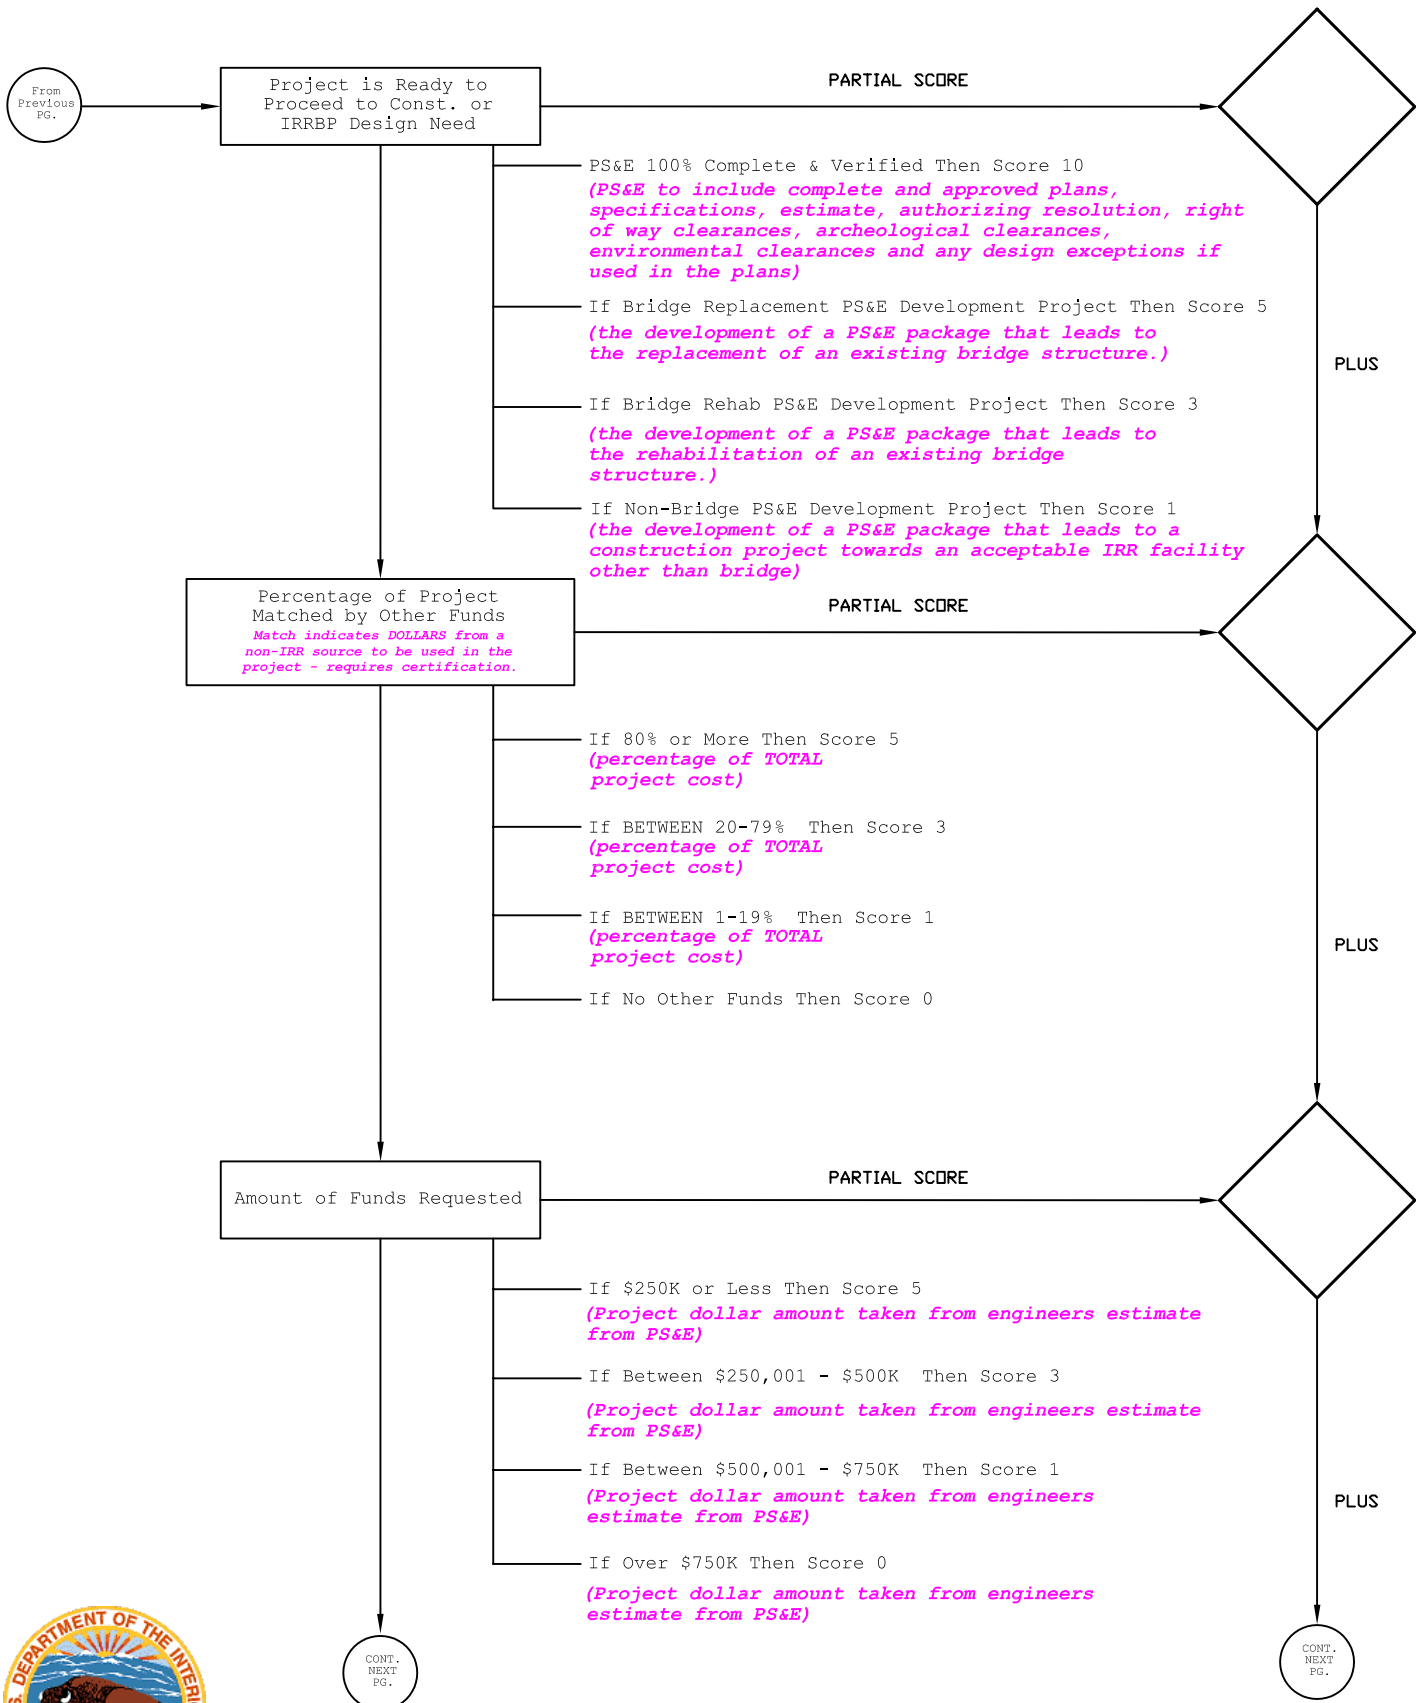 From
Previous
PG.
Project is Ready to
Proceed to Const. or
IRRBP Design Need
PARTIAL SCORE
PS&E 100% Complete & Verified Then Score 10
(PS&E to include complete and approved plans,
specifications, estimate, authorizing resolution, right
of way clearances, archeological clearances,
environmental clearances and any design exceptions if
used in the plans)
If Bridge Replacement PS&E Development Project Then Score 5
(the development of a PS&E package that leads to
the replacement of an existing bridge structure.)
PLUS
If Bridge Rehab PS&E Development Project Then Score 3
(the development of a PS&E package that leads to
the rehabilitation of an existing bridge
structure.)
If Non-Bridge PS&E Development Project Then Score 1
(the development of a PS&E package that leads to a
construction project towards an acceptable IRR facility
other than bridge)
Percentage of Project
Matched by Other Funds
Match indicates DOLLARS from a
non-IRR source to be used in the
project - requires certification.
PARTIAL SCORE
If 80% or More Then Score 5
(percentage of TOTAL
project cost)
If BETWEEN 20-79% Then Score 3
(percentage of TOTAL
project cost)
If BETWEEN 1-19% Then Score 1
(percentage of TOTAL
project cost)
PLUS
If No Other Funds Then Score 0
Amount of Funds Requested
PARTIAL SCORE
If $250K or Less Then Score 5
(Project dollar amount taken from engineers estimate
from PS&E)
If Between $250,001 - $500K Then Score 3
(Project dollar amount taken from engineers estimate
from PS&E)
If Between $500,001 - $750K Then Score 1
(Project dollar amount taken from engineers
estimate from PS&E)
PLUS
If Over $750K Then Score 0
(Project dollar amount taken from engineers
estimate from PS&E)
CONT.
NEXT
PG.
CONT.
NEXT
PG.
S. DEPARTMENT OF THE INTERI